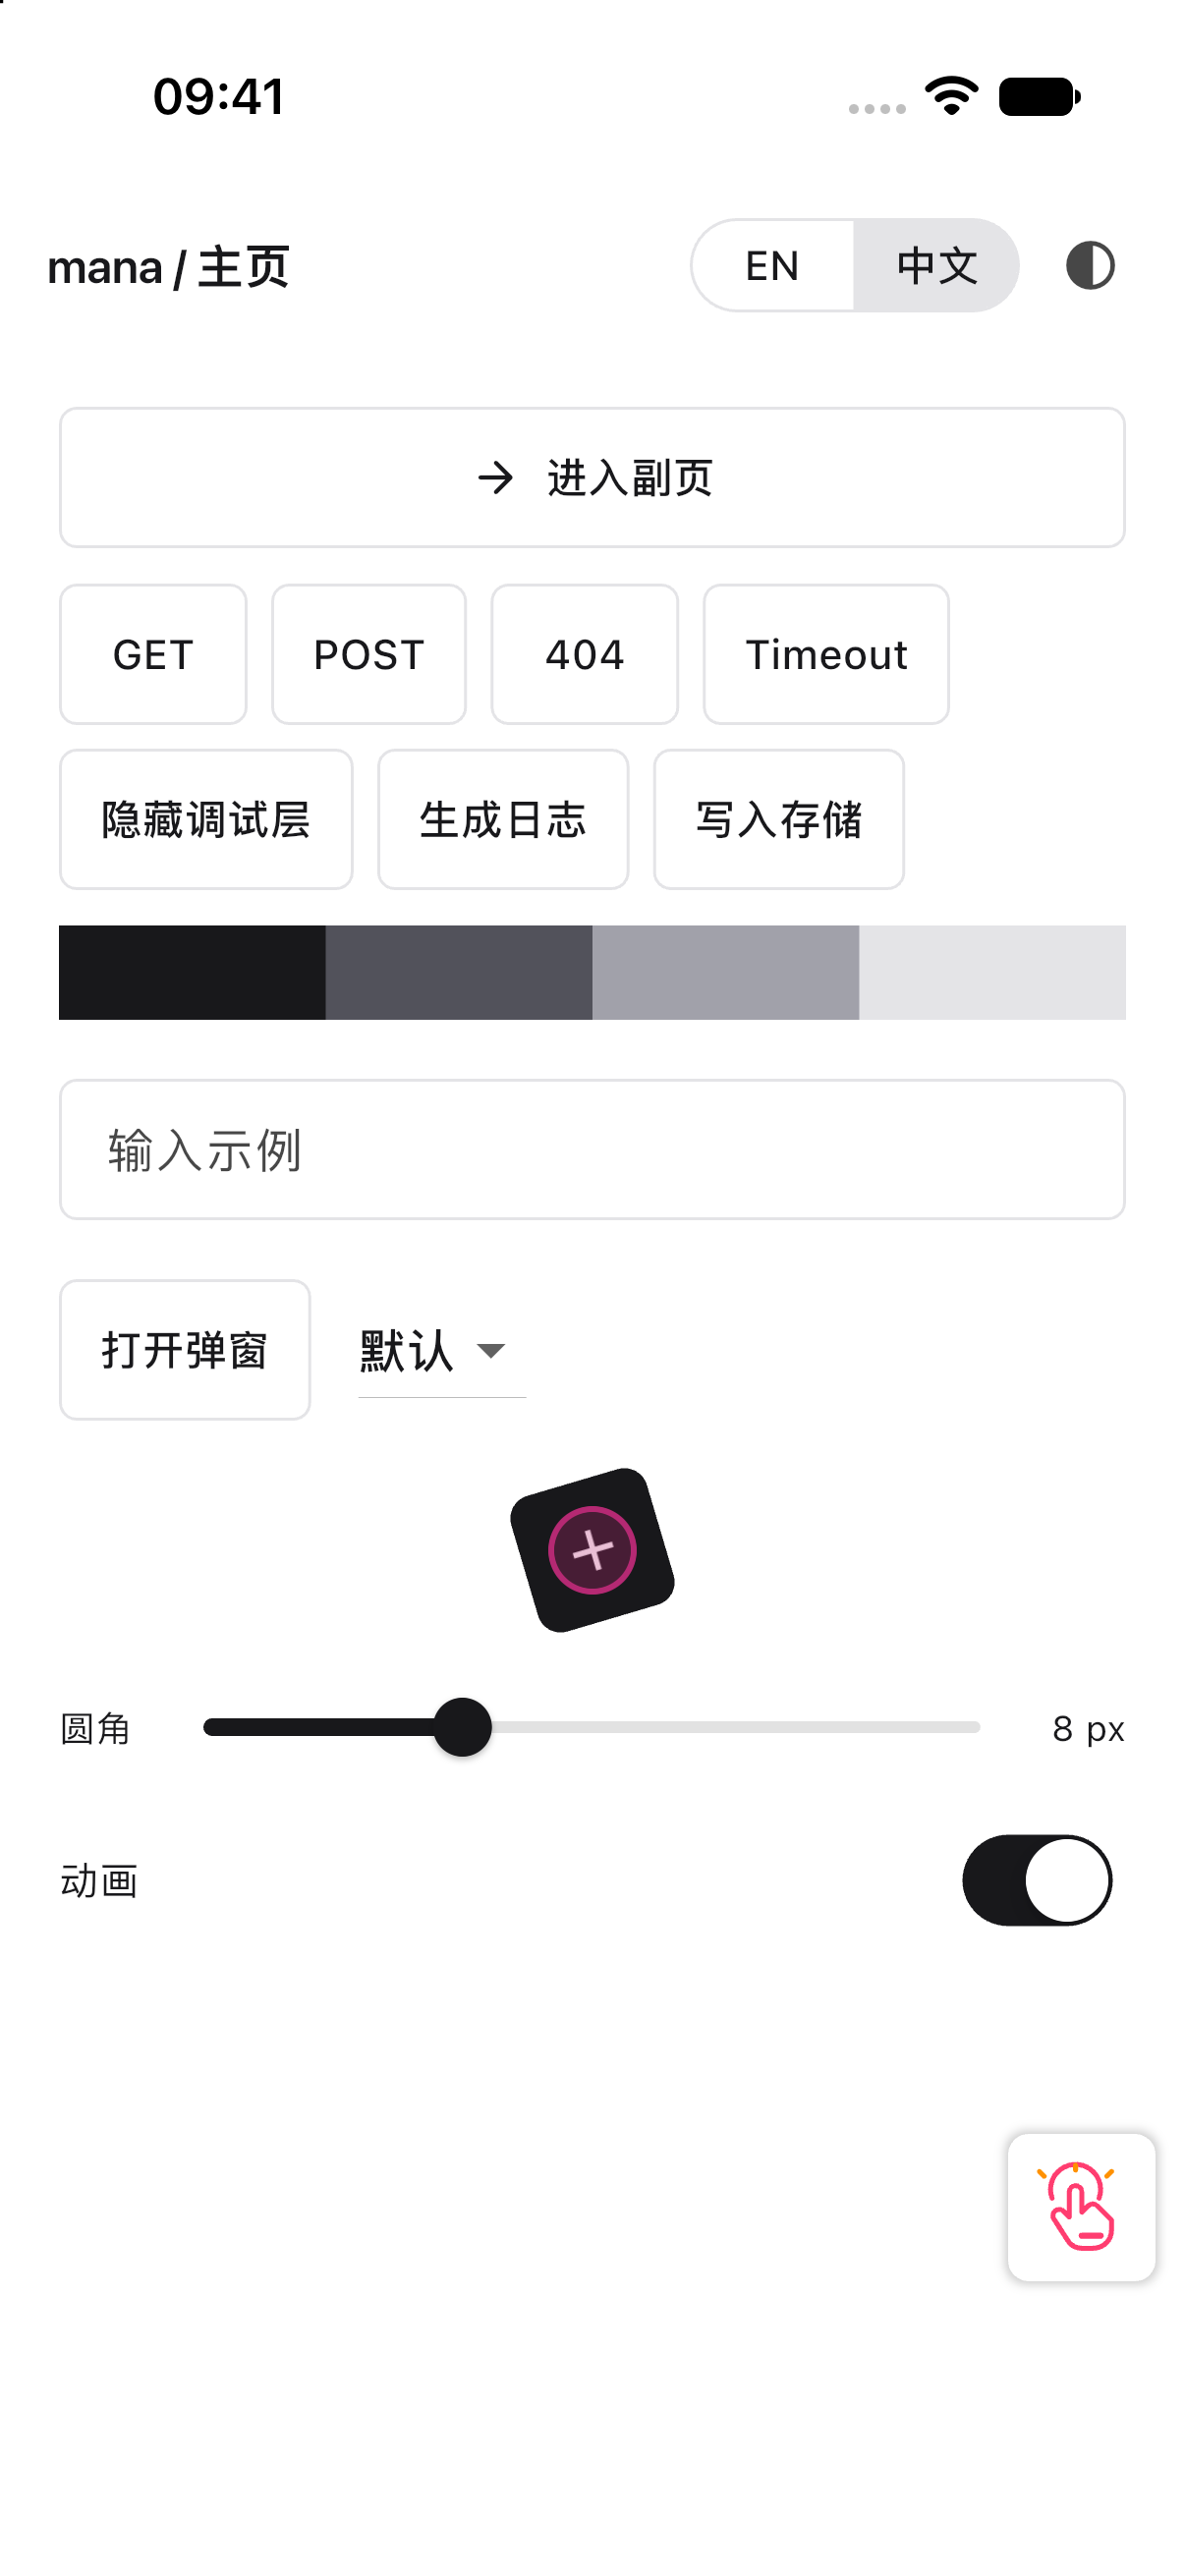 09:41
mana / 主页 EN 中文
进入副页
GET POST 404 Timeout
隐藏调试层 生成日志 写入存储
输入示例
打开弹窗 默认
圆角 8 px
动画